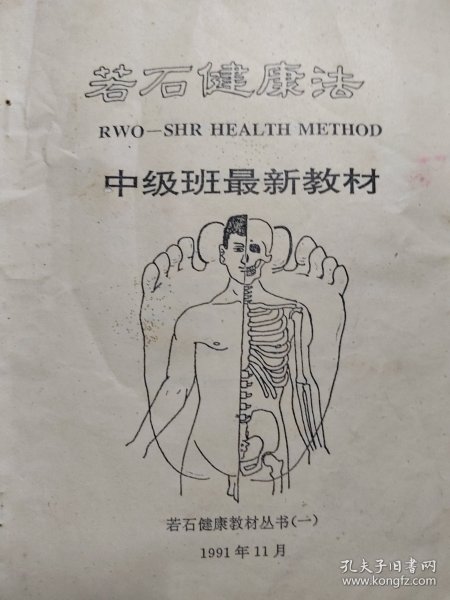 若石健康法
RWO—SHR HEALTH METHOD
中级班最新教材
若石健康教材丛书(一)
1991年11月
孔夫子旧书网
www.kongfz.com